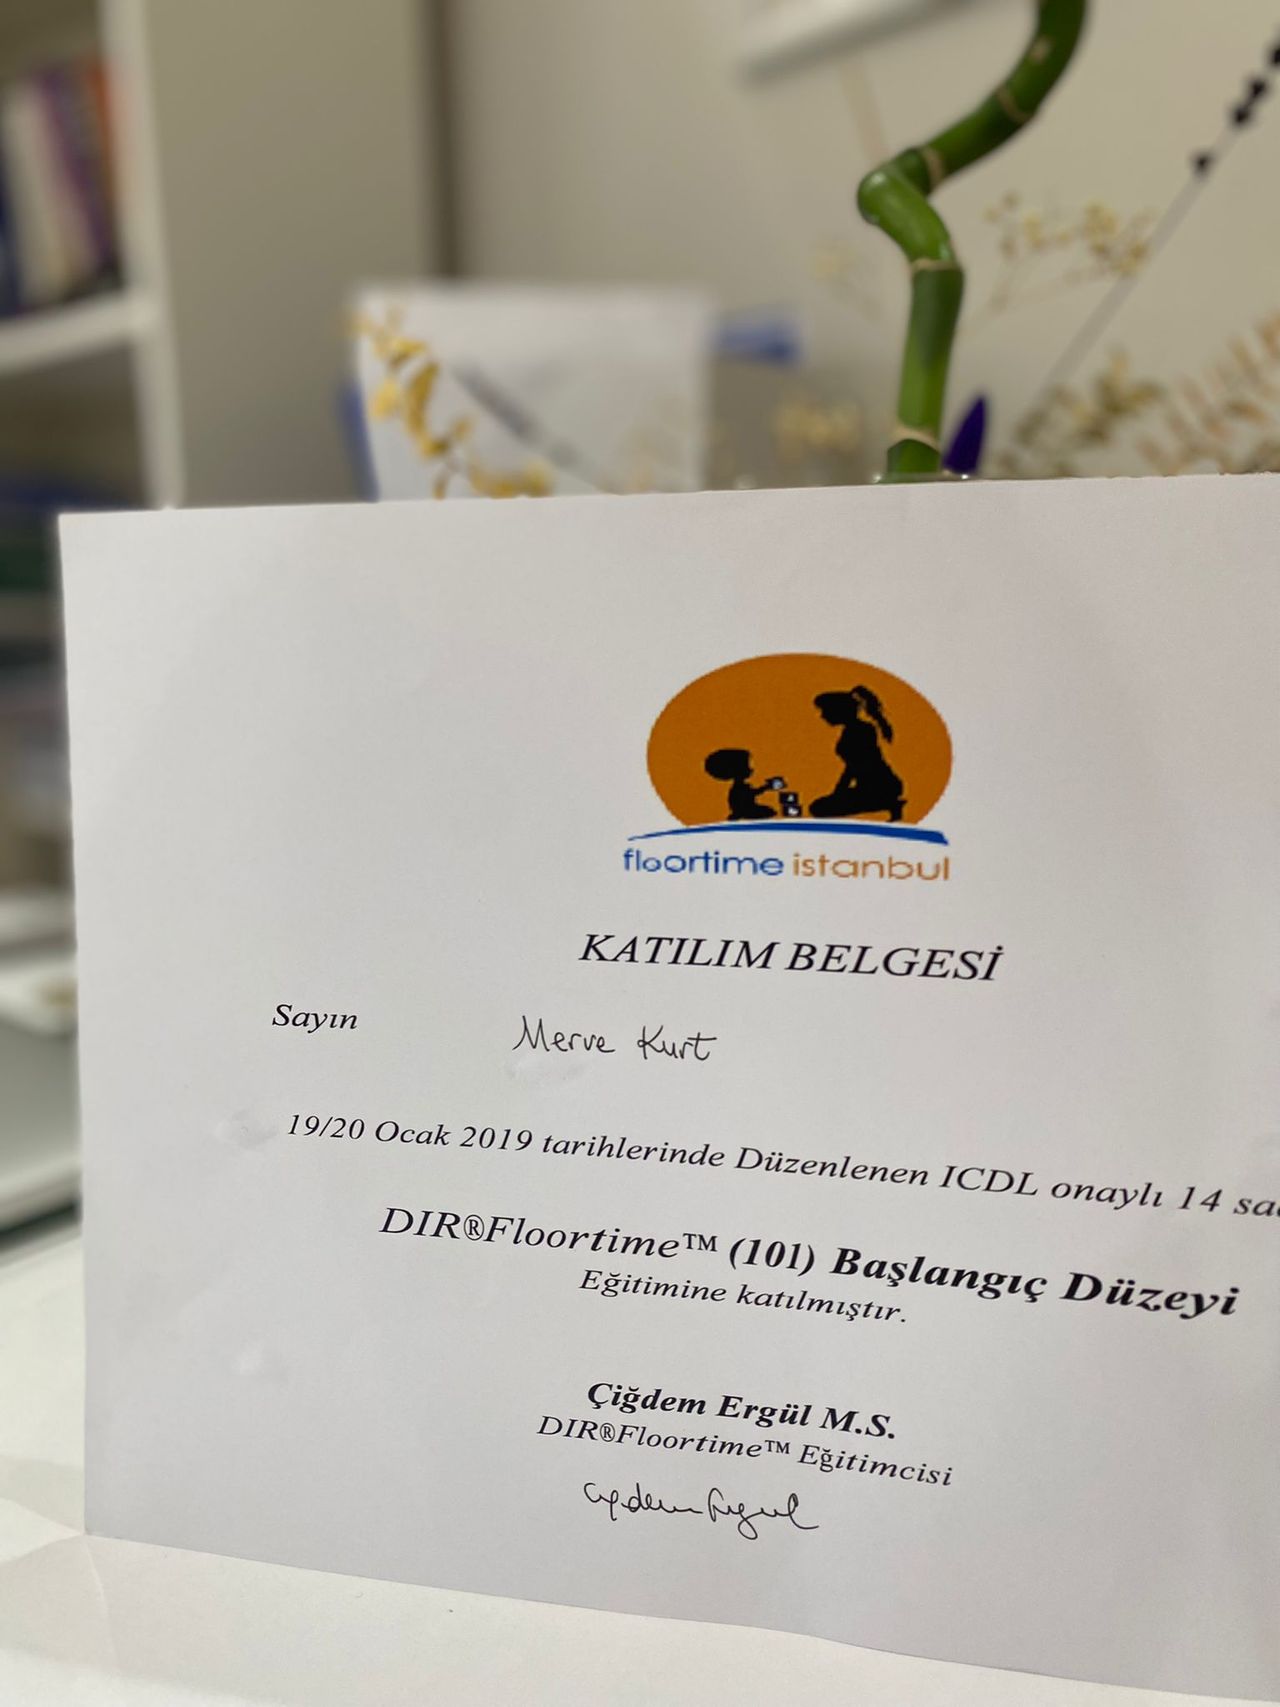 floortime istanbul
KATILIM BELGESİ
Sayın Merve Kurt
19/20 Ocak 2019 tarihlerinde Düzenlenen ICDL onaylı 14
DIR®Floortime™ (101) Başlangıç Düzeyi
Eğitimine katılmıştır.
Çiğdem Ergül M.S.
DIR®Floortime™ Eğitimcisi